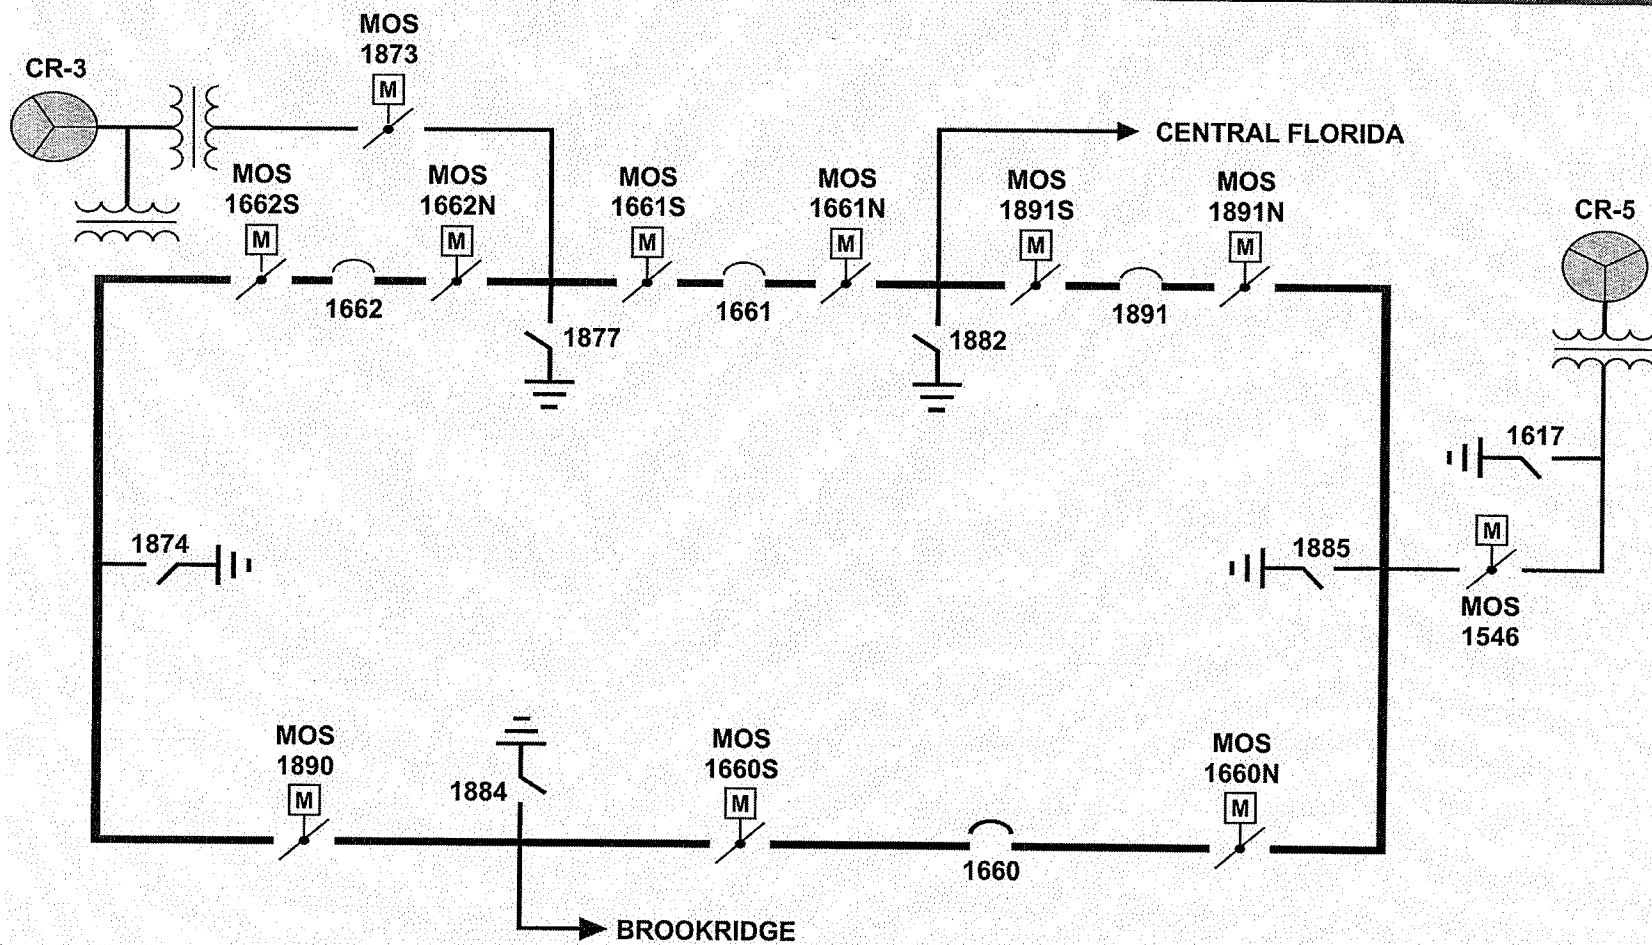 MOS
1873
M
CR-3
CENTRAL FLORIDA
MOS
1662S
M
MOS
1662N
M
MOS
1661S
M
MOS
1661N
M
MOS
1891S
M
MOS
1891N
M
CR-5
1662
1661
1891
1877
1882
1617
1874
1885
M
MOS
1546
MOS
1890
M
1884
MOS
1660S
M
MOS
1660N
M
1660
BROOKRIDGE